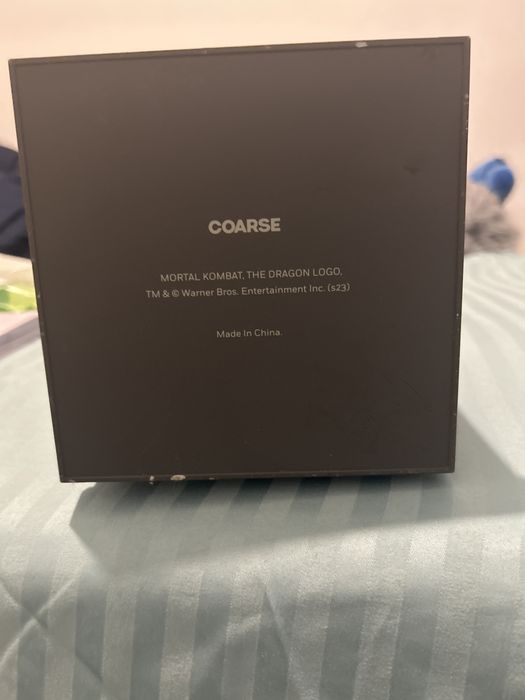 COARSE
MORTAL KOMBAT, THE DRAGON LOGO,
TM & © Warner Bros. Entertainment Inc. (s23)
Made In China.